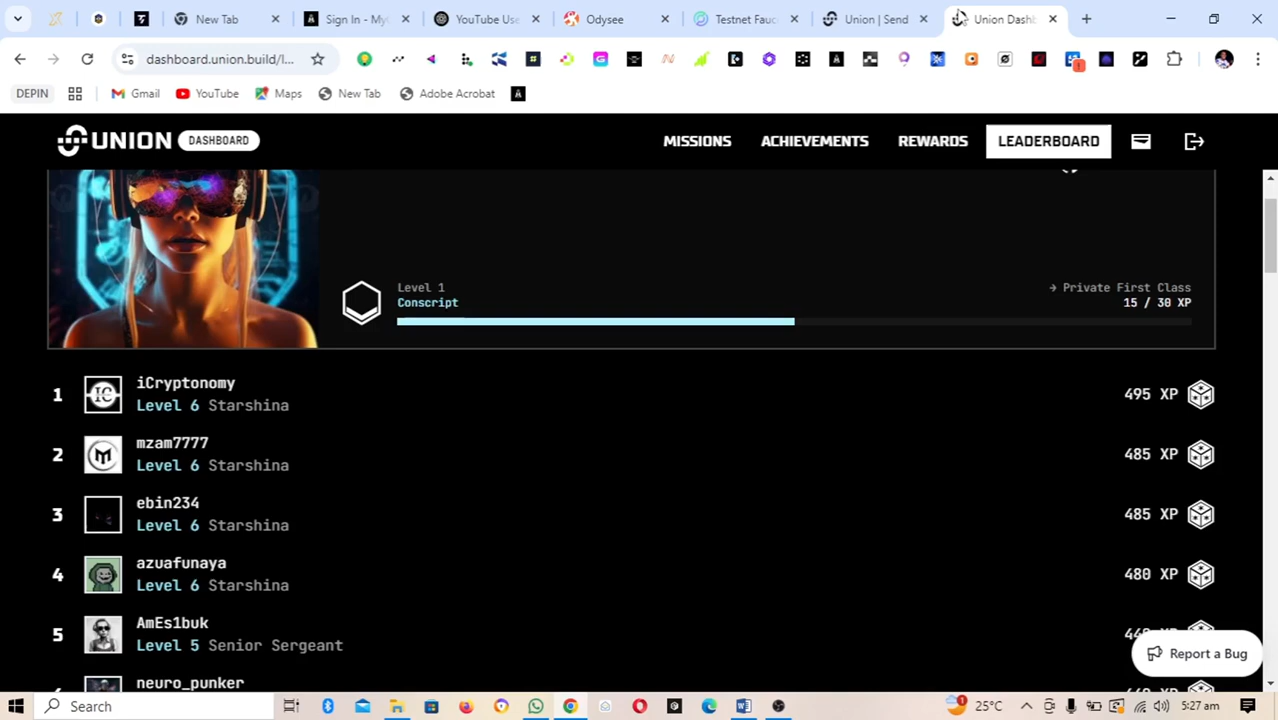 New Tab
Sign In - My
YouTube Use
Odysee
Testnet Fauc
Union | Send
Union Dashb
dashboard.union.build/l...
1
DEPIN
Gmail
YouTube
Maps
New Tab
Adobe Acrobat
UNION DASHBOARD
MISSIONS
ACHIEVEMENTS
REWARDS
LEADERBOARD
Level 1
Conscript
→ Private First Class
15 / 30 XP
1
IC
iCryptonomy
Level 6 Starshina
495 XP
2
mzam7777
Level 6 Starshina
485 XP
3
ebin234
Level 6 Starshina
485 XP
4
azuafunaya
Level 6 Starshina
480 XP
5
AmEs1buk
Level 5 Senior Sergeant
neuro_punker
Report a Bug
Search
1
25°C
5:27 am